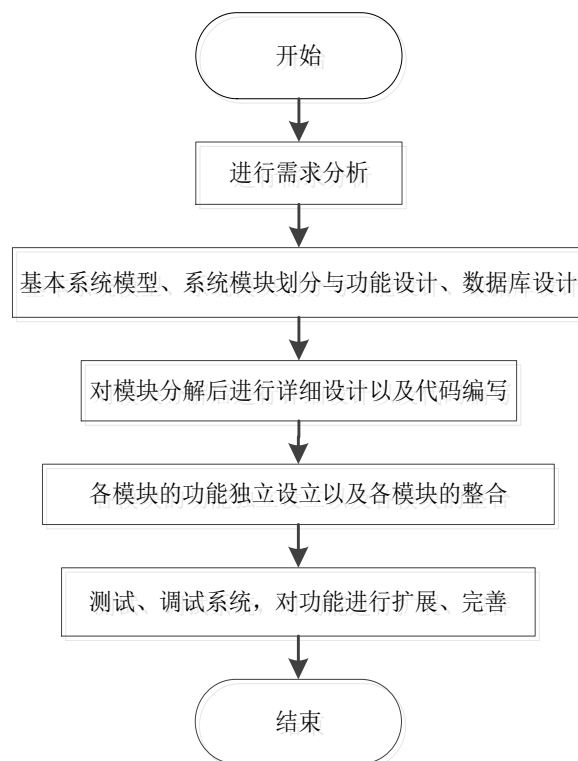 开始
进行需求分析
基本系统模型、系统模块划分与功能设计、数据库设计
对模块分解后进行详细设计以及代码编写
各模块的功能独立设立以及各模块的整合
测试、调试系统，对功能进行扩展、完善
结束